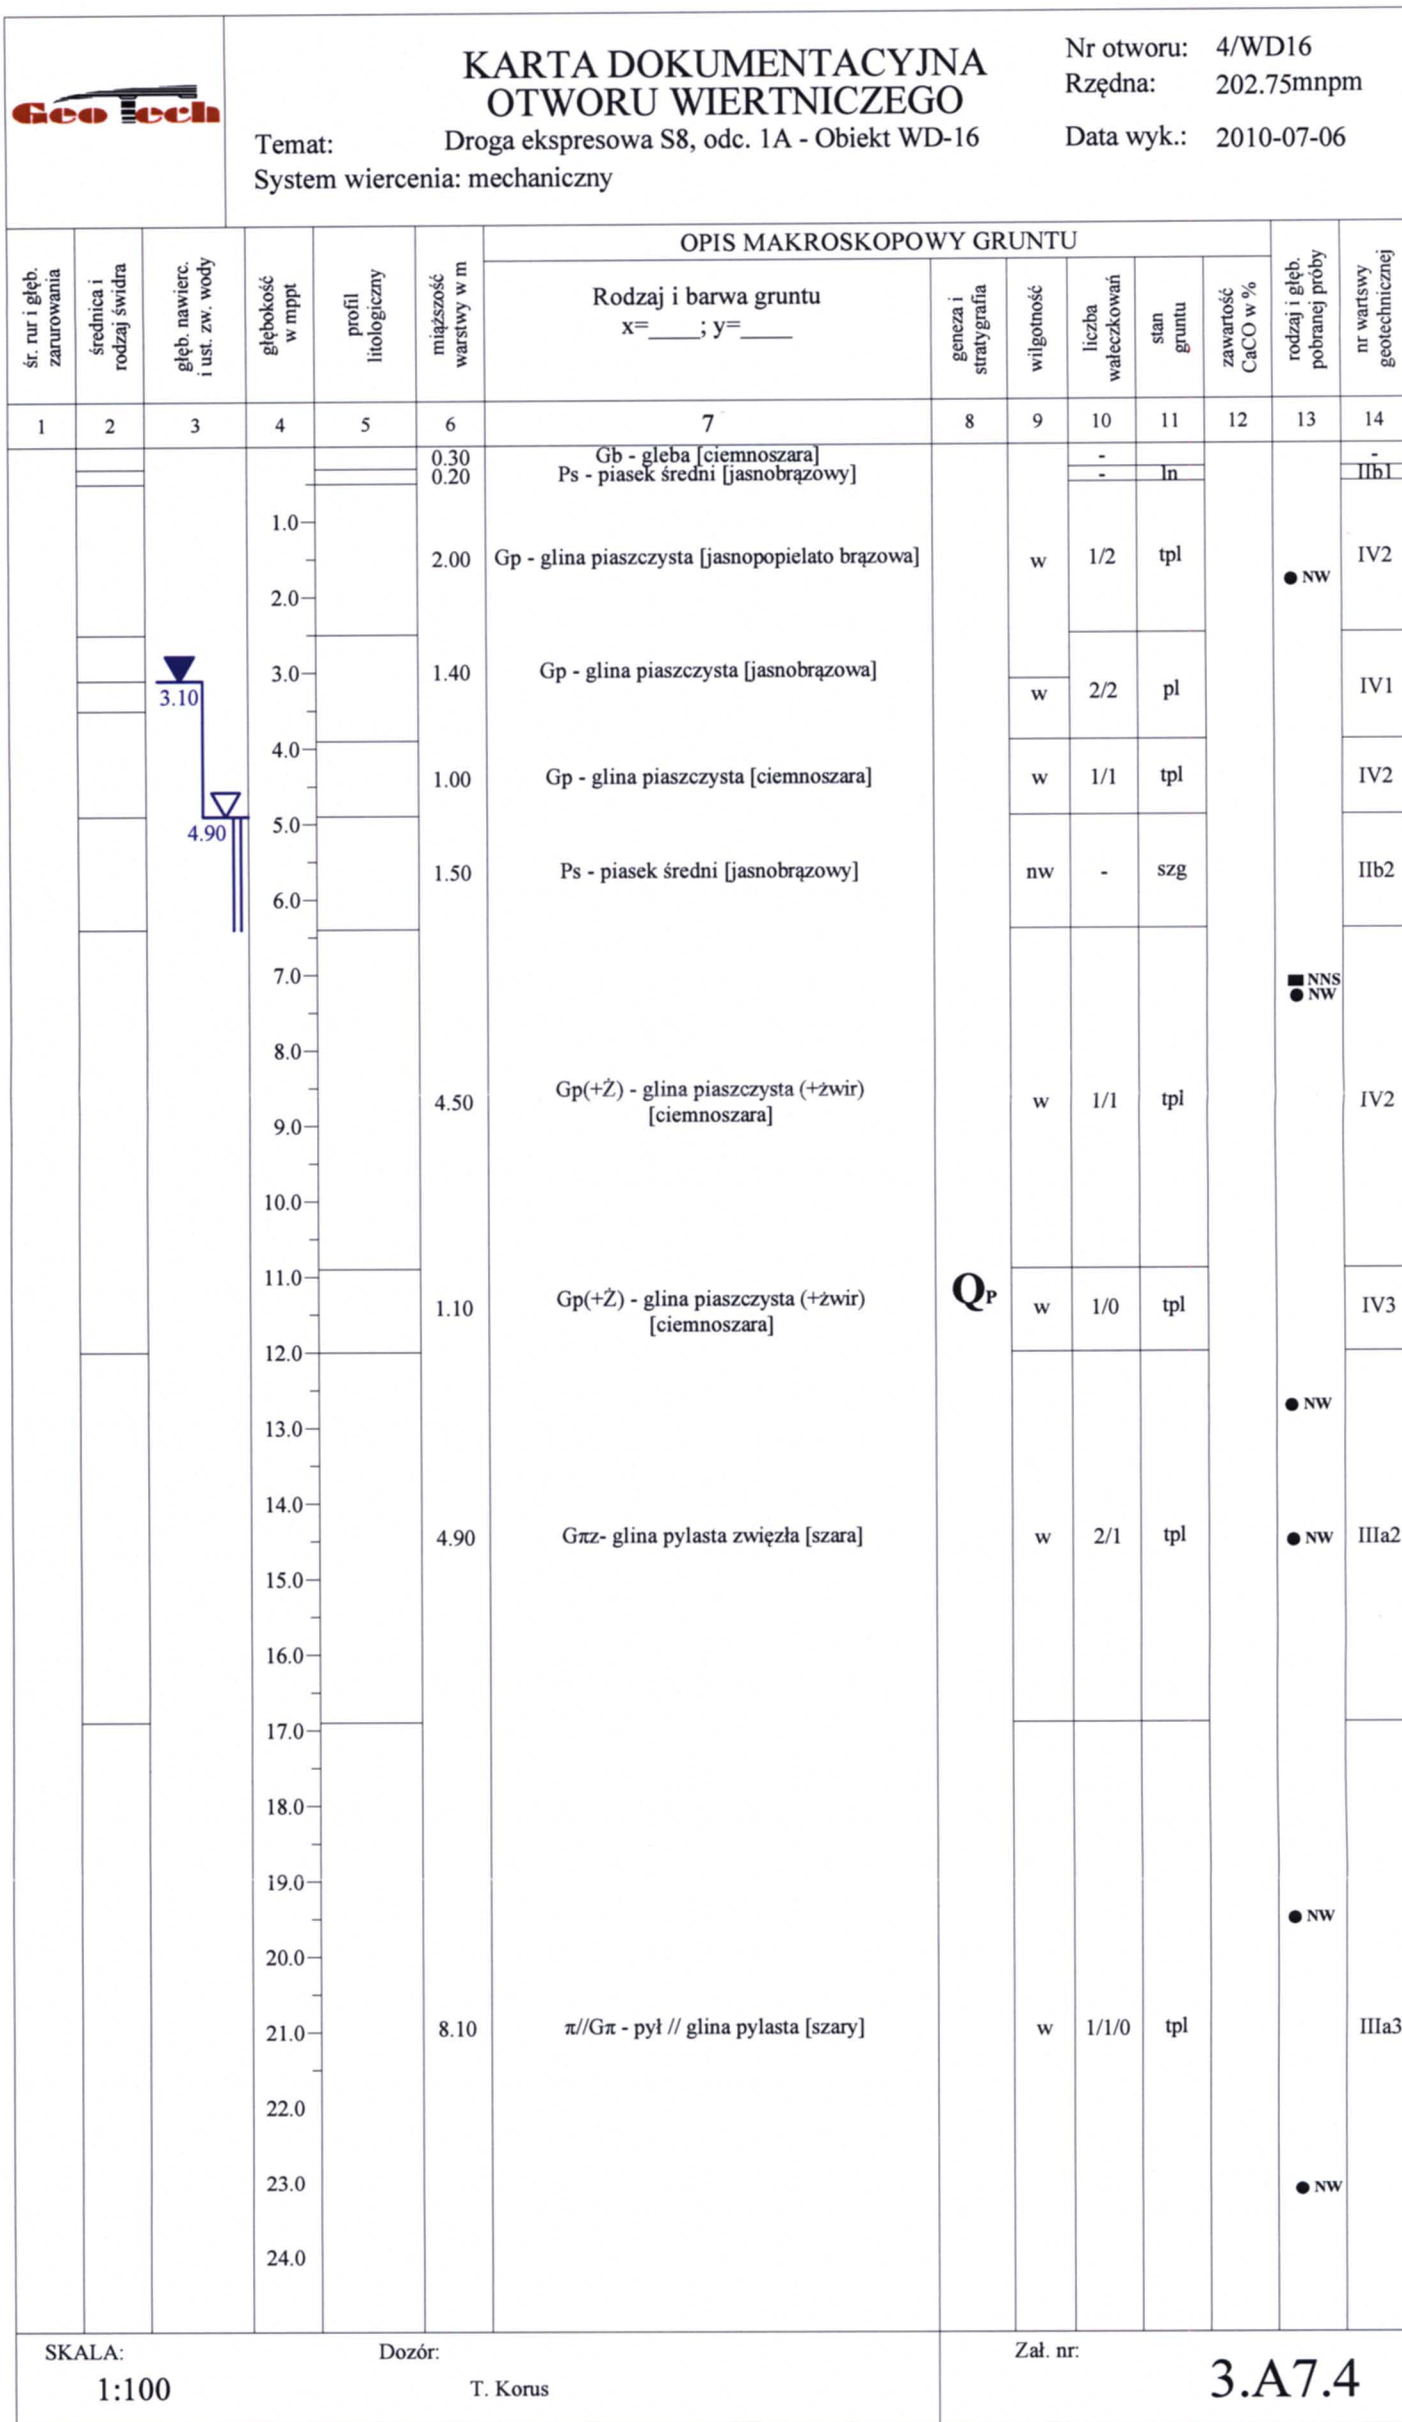 Geo Tech
KARTA DOKUMENTACYJNA
OTWORU WIERTNICZEGO
Temat: Droga ekspresowa S8, odc. 1A - Obiekt WD-16
System wiercenia: mechaniczny
Nr otworu: 4/WD16
Rzędna: 202.75mnpm
Data wyk.: 2010-07-06
OPIS MAKROSKOPOWY GRUNTU
śr. rur i głęb.
zarurowania
średnica i
rodzaj świdra
głęb. nawierc.
i ust. zw. wody
głębokość
w mppt
profil
litologiczny
miąższość
warstwy w m
Rodzaj i barwa gruntu
x=____; y=____
geneza i
stratygrafia
wilgotność
liczba
wałeczkowań
stan
gruntu
zawartość
CaCO w %
rodzaj i głęb.
pobranej próby
nr wartswy
geotechnicznej
1 2 3 4 5 6 7 8 9 10 11 12 13 14
0.30 Gb - gleba [ciemnoszara] - -
0.20 Ps - piasek średni [jasnobrązowy] - ln IIb1
1.0
2.00 Gp - glina piaszczysta [jasnopopielato brązowa] w 1/2 tpl IV2
NW
2.0
3.0 1.40 Gp - glina piaszczysta [jasnobrązowa]
3.10 w 2/2 pl IV1
4.0
1.00 Gp - glina piaszczysta [ciemnoszara] w 1/1 tpl IV2
5.0
4.90
1.50 Ps - piasek średni [jasnobrązowy] nw - szg IIb2
6.0
7.0 NNS
NW
8.0
4.50 Gp(+Ż) - glina piaszczysta (+żwir)
[ciemnoszara] w 1/1 tpl IV2
9.0
10.0
11.0
1.10 Gp(+Ż) - glina piaszczysta (+żwir)
[ciemnoszara] QP w 1/0 tpl IV3
12.0
NW
13.0
14.0
4.90 Gπz- glina pylasta zwięzła [szara] w 2/1 tpl NW IIIa2
15.0
16.0
17.0
18.0
19.0
NW
20.0
21.0 8.10 π//Gπ - pył // glina pylasta [szary] w 1/1/0 tpl IIIa3
22.0
23.0 NW
24.0
SKALA:
1:100
Dozór:
T. Korus
Zał. nr:
3.A7.4